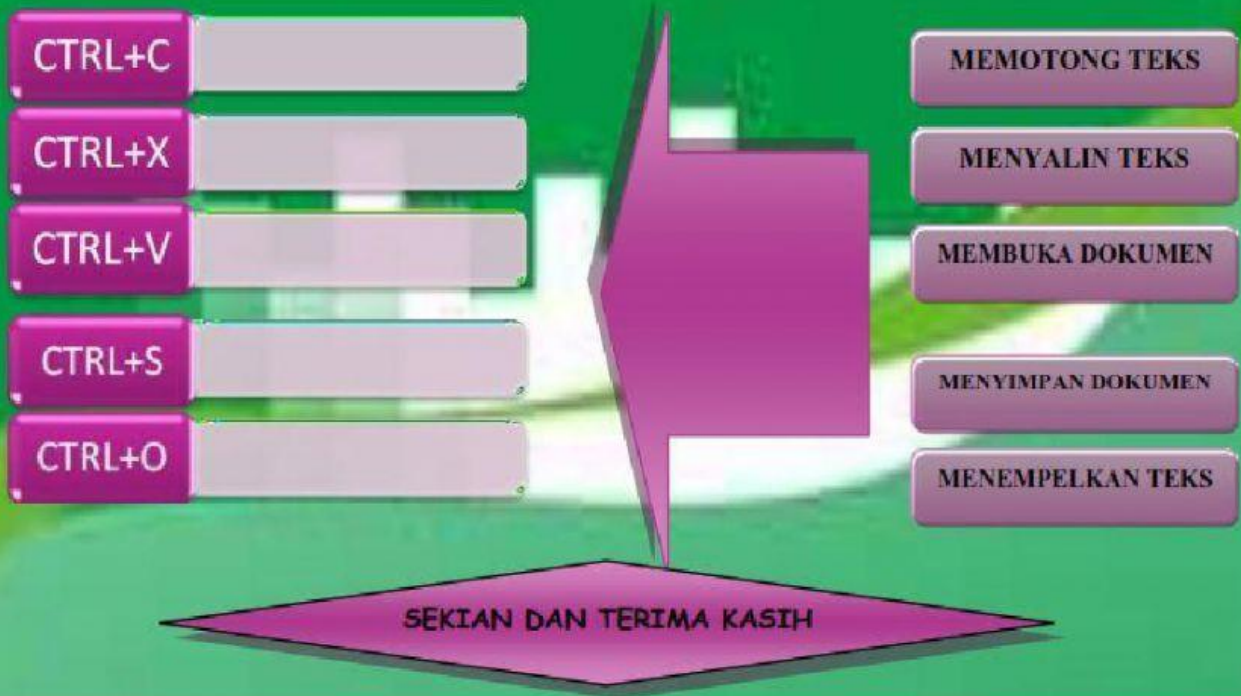 CTRL+C
CTRL+X
CTRL+V
CTRL+S
CTRL+O
MEMOTONG TEKS
MENYALIN TEKS
MEMBUKA DOKUMEN
MENYIMPAN DOKUMEN
MENEMPELKAN TEKS
SEKIAN DAN TERIMA KASIH